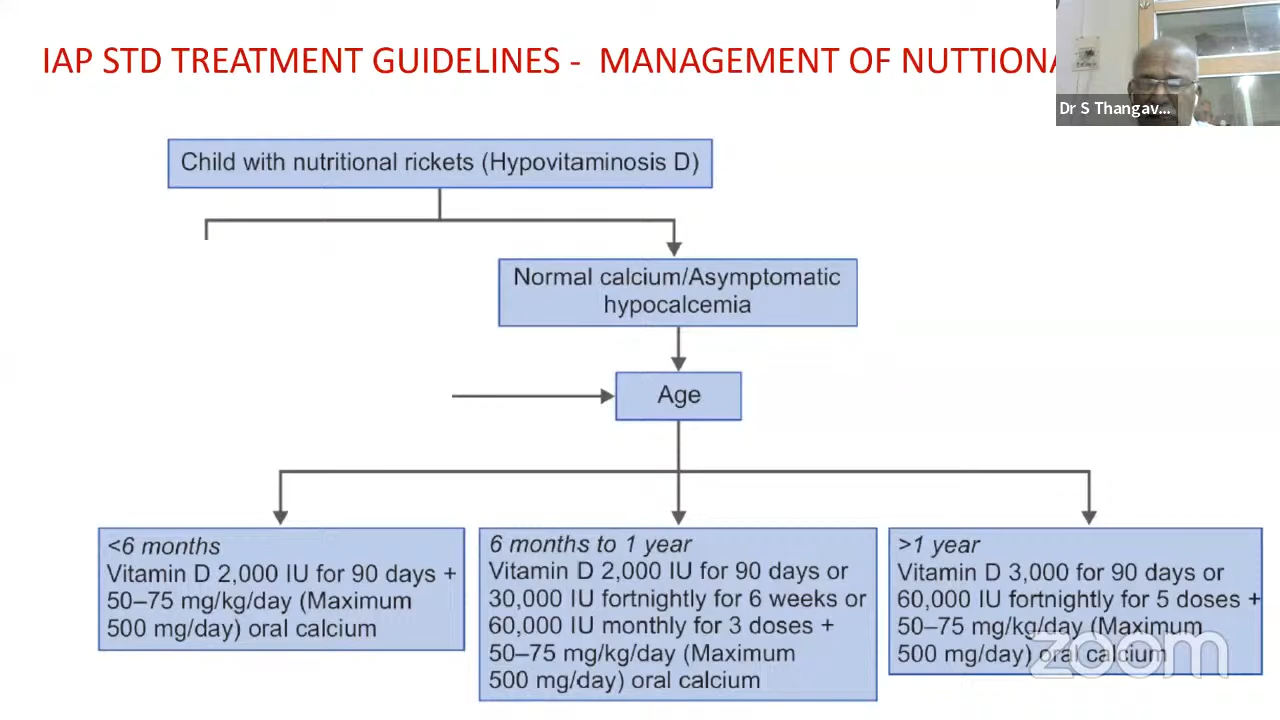 IAP STD TREATMENT GUIDELINES - MANAGEMENT OF NUTTIONA
Dr S Thangav...
Child with nutritional rickets (Hypovitaminosis D)
Normal calcium/Asymptomatic
hypocalcemia
Age
<6 months
Vitamin D 2,000 IU for 90 days +
50–75 mg/kg/day (Maximum
500 mg/day) oral calcium
6 months to 1 year
Vitamin D 2,000 IU for 90 days or
30,000 IU fortnightly for 6 weeks or
60,000 IU monthly for 3 doses +
50–75 mg/kg/day (Maximum
500 mg/day) oral calcium
>1 year
Vitamin D 3,000 for 90 days or
60,000 IU fortnightly for 5 doses +
50–75 mg/kg/day (Maximum
500 mg/day) oral calcium
zoom